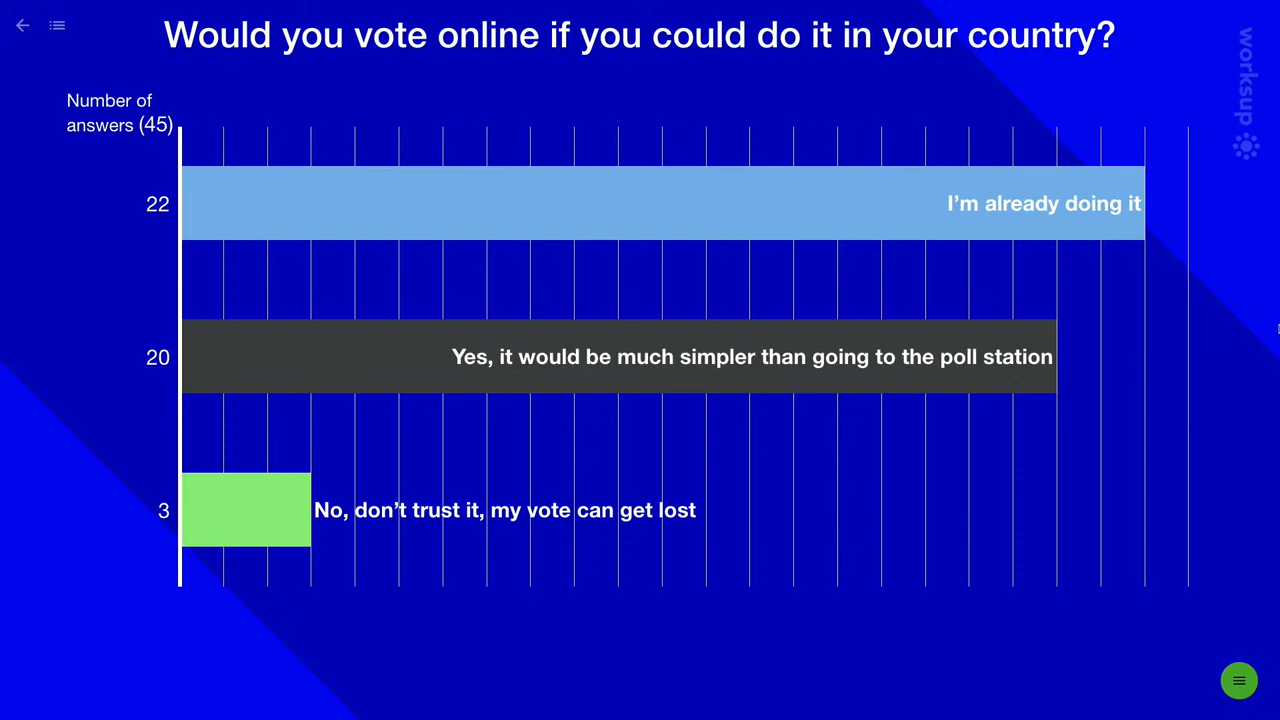 Would you vote online if you could do it in your country?
worksup
Number of
answers (45)
22
I’m already doing it
20
Yes, it would be much simpler than going to the poll station
3
No, don’t trust it, my vote can get lost